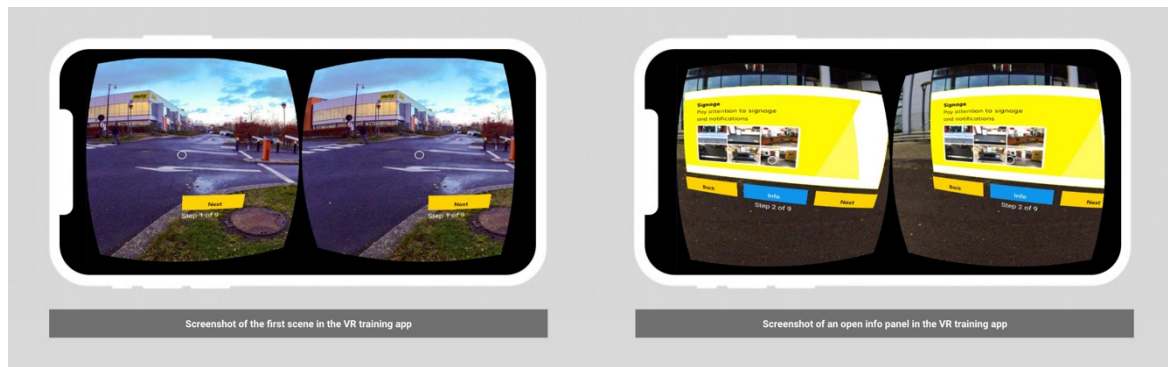 Hertz
Next
Step 1 of 9
Next
Step 1 of 9
Screenshot of the first scene in the VR training app
Signage
Pay attention to signage
and notifications
Back
Info
Next
Step 2 of 9
Signage
Pay attention to signage
and notifications
Back
Info
Next
Step 2 of 9
Screenshot of an open info panel in the VR training app